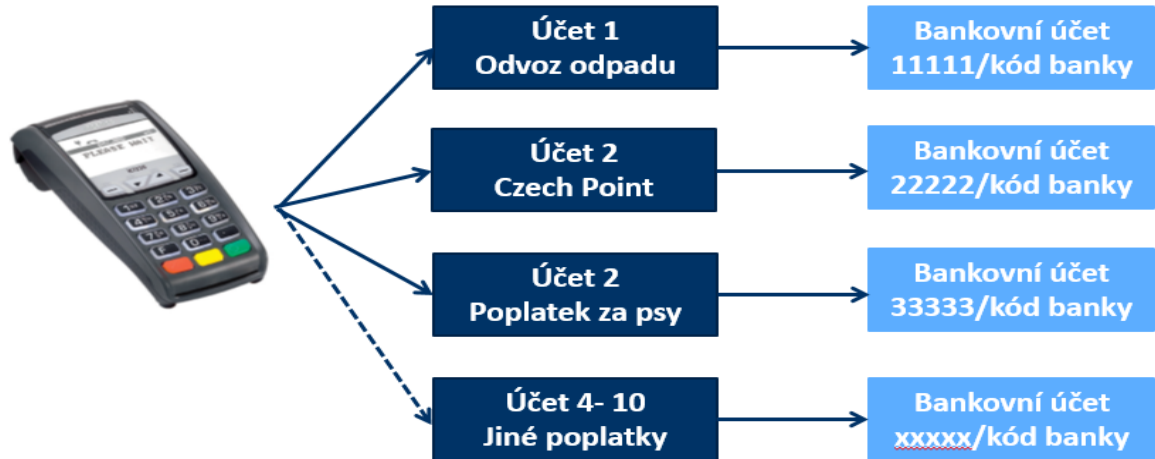 Účet 1
Odvoz odpadu
Bankovní účet
11111/kód banky
PLEASE WAIT
Účet 2
Czech Point
Bankovní účet
22222/kód banky
Účet 2
Poplatek za psy
Bankovní účet
33333/kód banky
Účet 4- 10
Jiné poplatky
Bankovní účet
xxxxx/kód banky